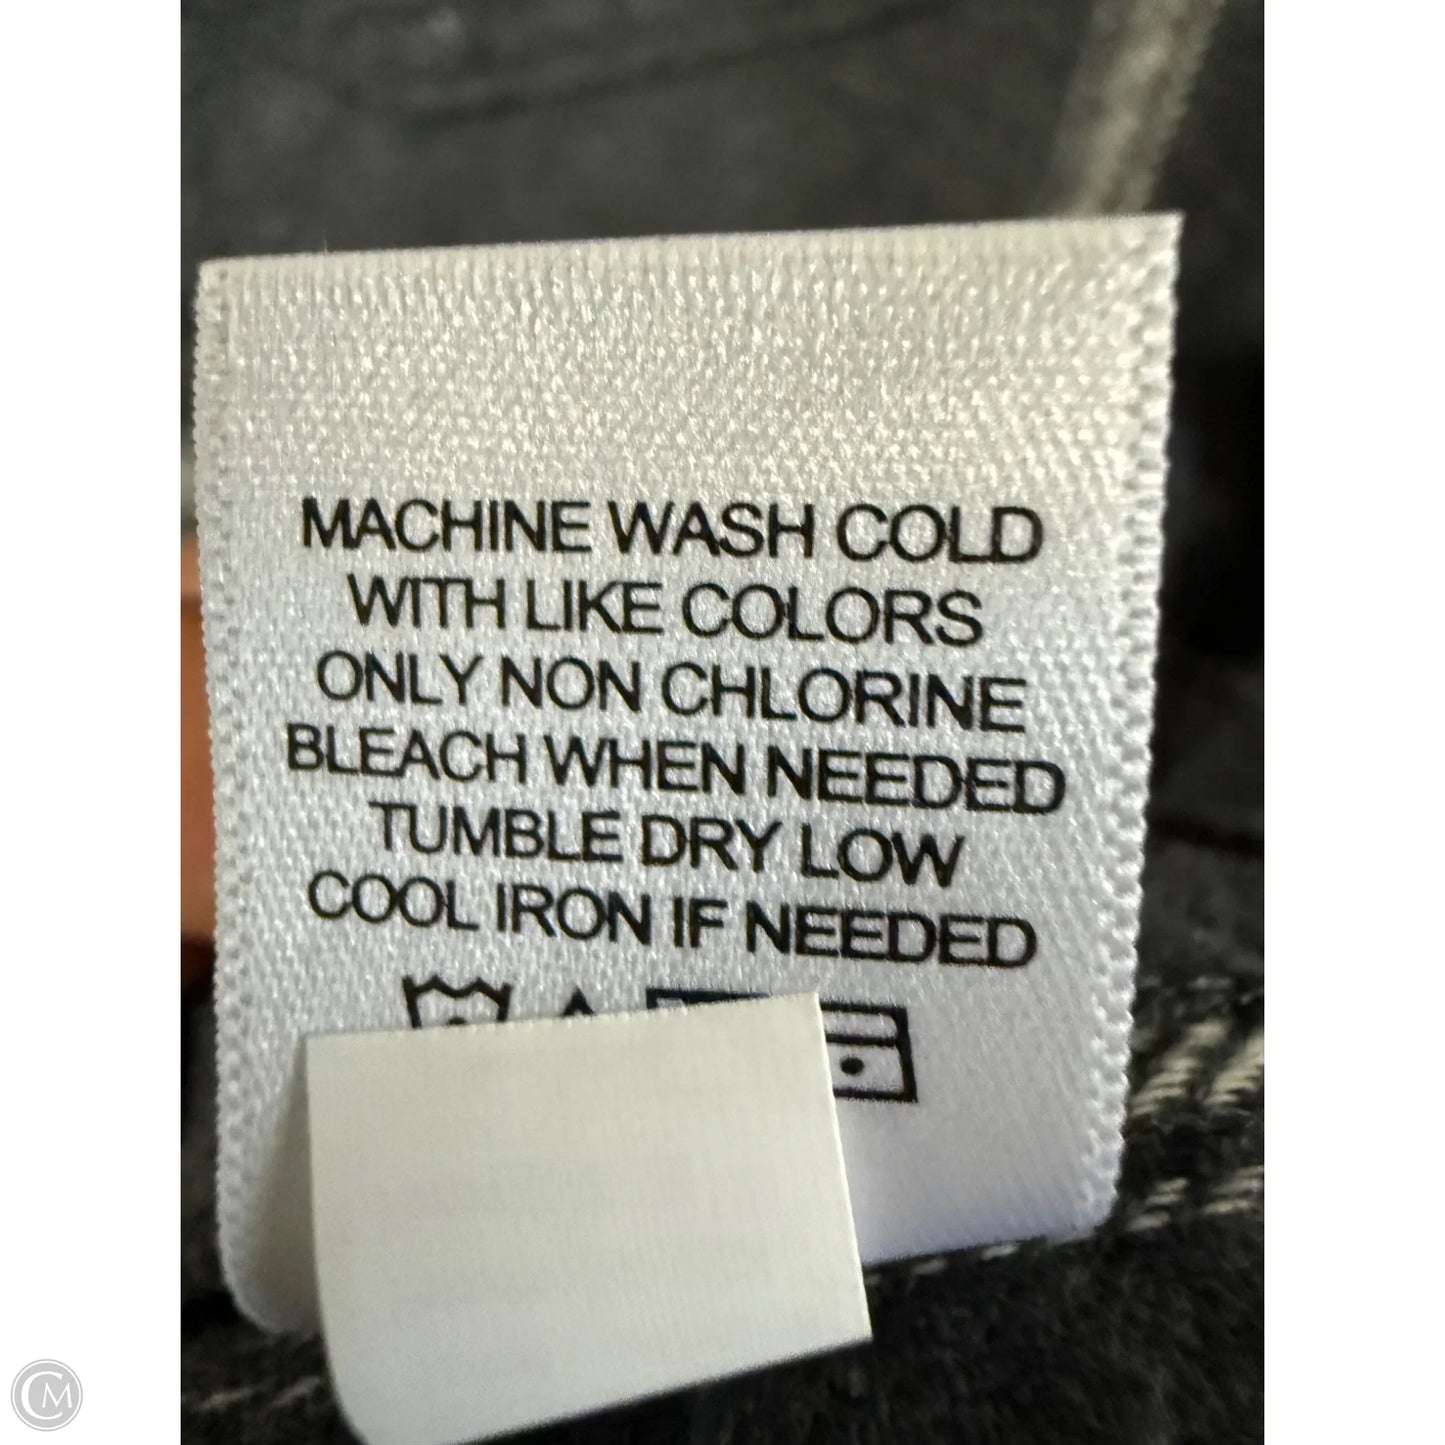 MACHINE WASH COLD
WITH LIKE COLORS
ONLY NON CHLORINE
BLEACH WHEN NEEDED
TUMBLE DRY LOW
COOL IRON IF NEEDED
CM